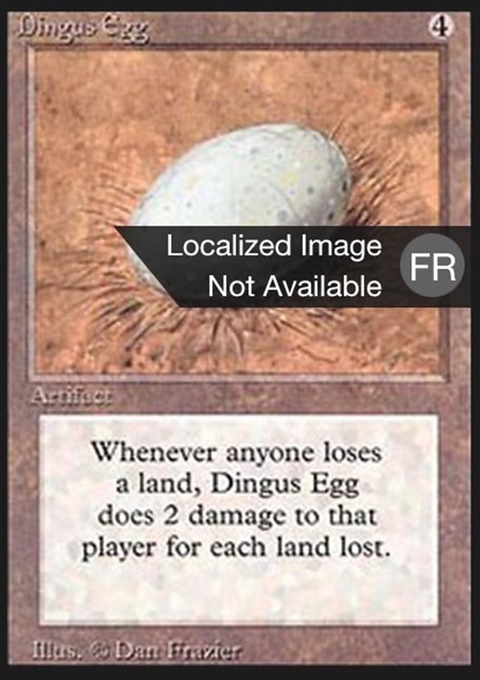 Dingus Egg 4
Localized Image
Not Available
FR
Artifact
Whenever anyone loses
a land, Dingus Egg
does 2 damage to that
player for each land lost.
Illus. © Dan Frazier